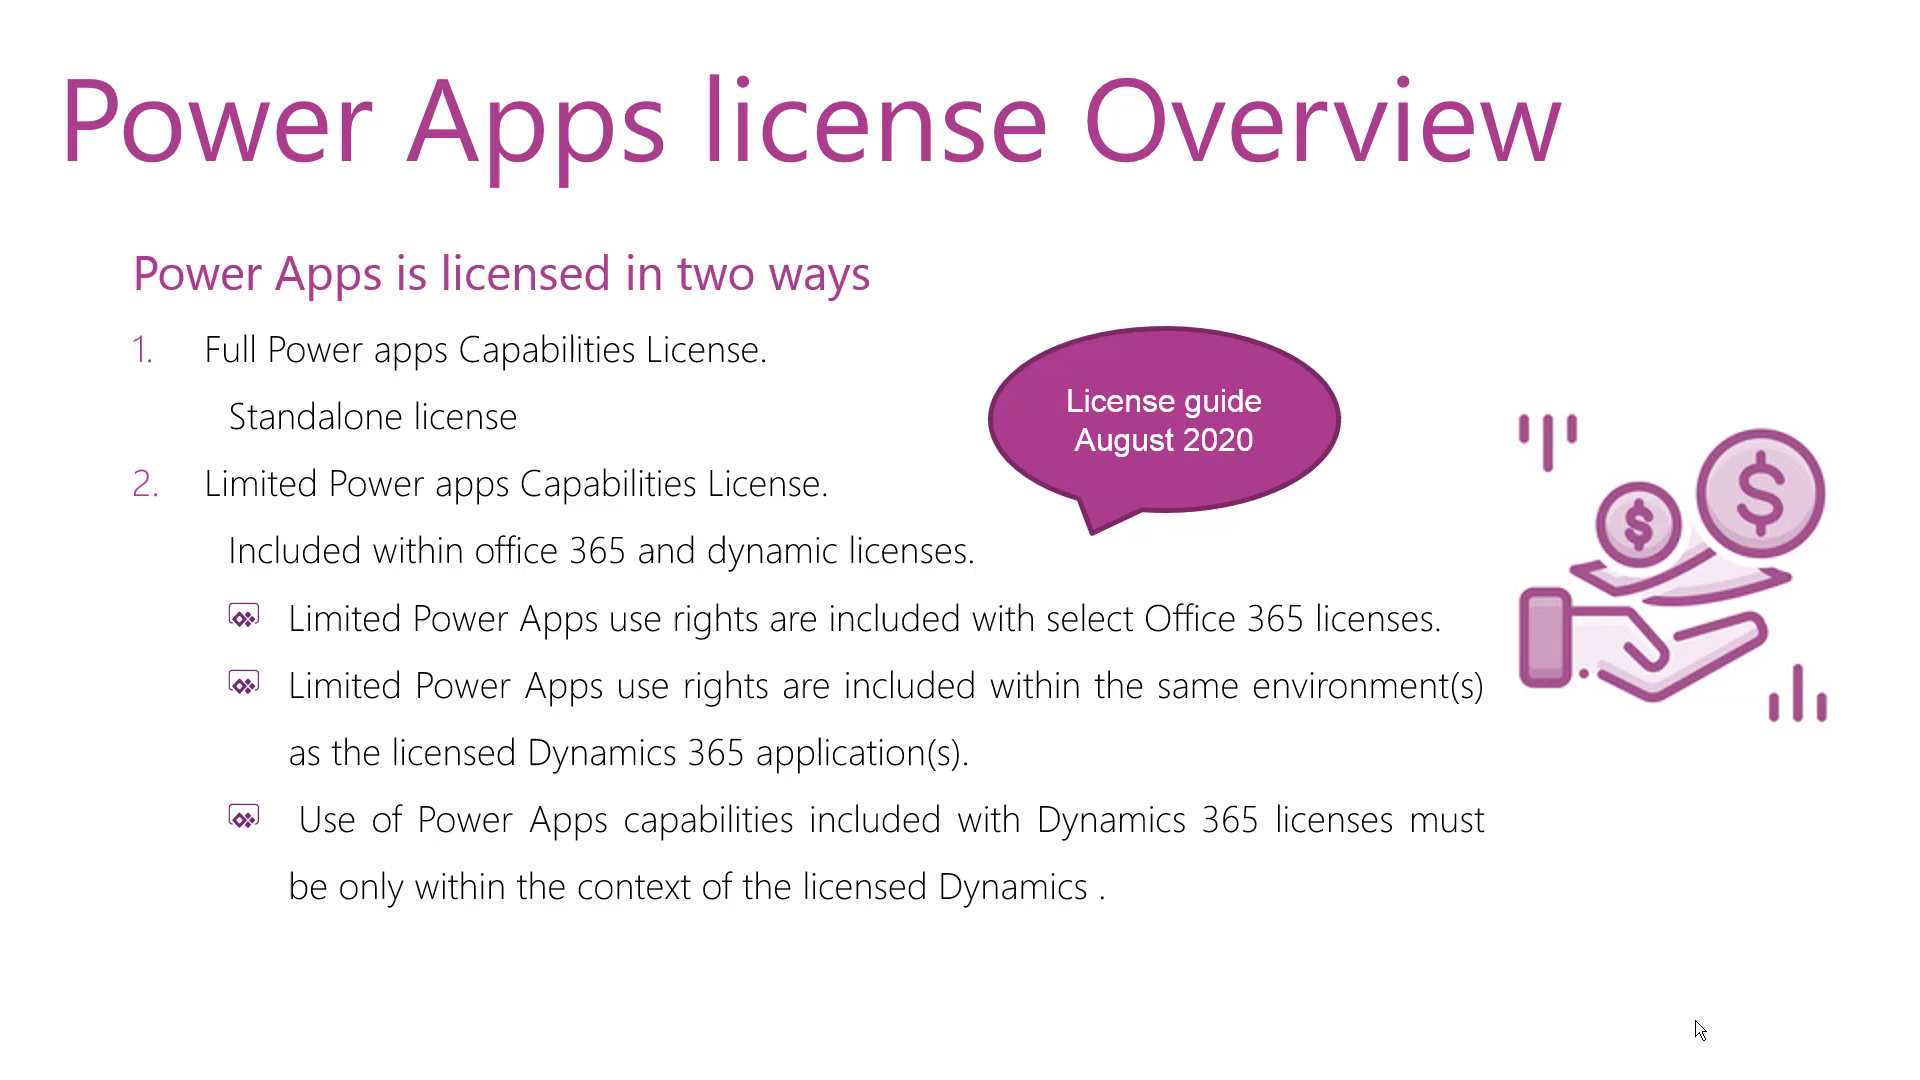 Power Apps license Overview
Power Apps is licensed in two ways
1. Full Power apps Capabilities License.
Standalone license
2. Limited Power apps Capabilities License.
Included within office 365 and dynamic licenses.
Limited Power Apps use rights are included with select Office 365 licenses.
Limited Power Apps use rights are included within the same environment(s)
as the licensed Dynamics 365 application(s).
Use of Power Apps capabilities included with Dynamics 365 licenses must
be only within the context of the licensed Dynamics .
License guide
August 2020
$
$